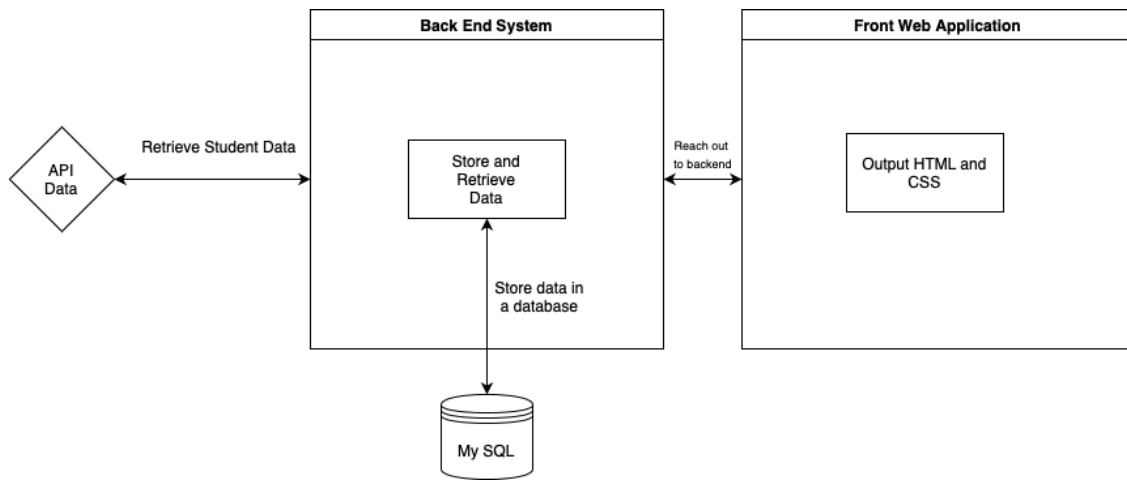 Back End System
Front Web Application
Retrieve Student Data
API
Data
Store and
Retrieve
Data
Reach out
to backend
Output HTML and
CSS
Store data in
a database
My SQL